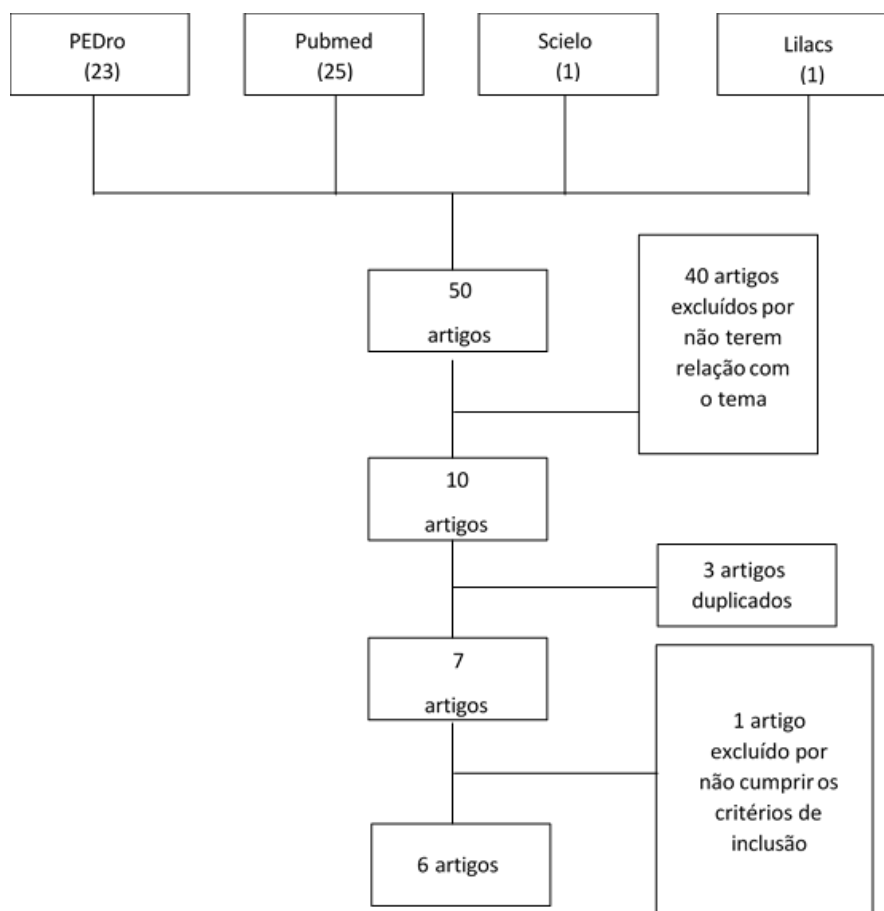 PEDro
(23)
Pubmed
(25)
Scielo
(1)
Lilacs
(1)
50
artigos
40 artigos
excluídos por
não terem
relação com
o tema
10
artigos
3 artigos
duplicados
7
artigos
1 artigo
excluído por
não cumprir os
critérios de
inclusão
6 artigos